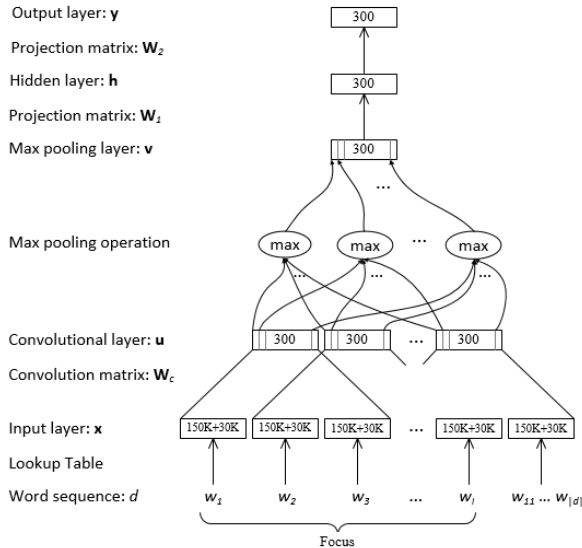 Output layer: y 300
Projection matrix: W2
Hidden layer: h 300
Projection matrix: W1
Max pooling layer: v 300
...
Max pooling operation max max ... max
... ... ...
Convolutional layer: u 300 300 ... 300
Convolution matrix: Wc
Input layer: x 150K+30K 150K+30K 150K+30K ... 150K+30K 150K+30K
Lookup Table
Word sequence: d w1 w2 w3 ... wl w11 ... w|d|
Focus